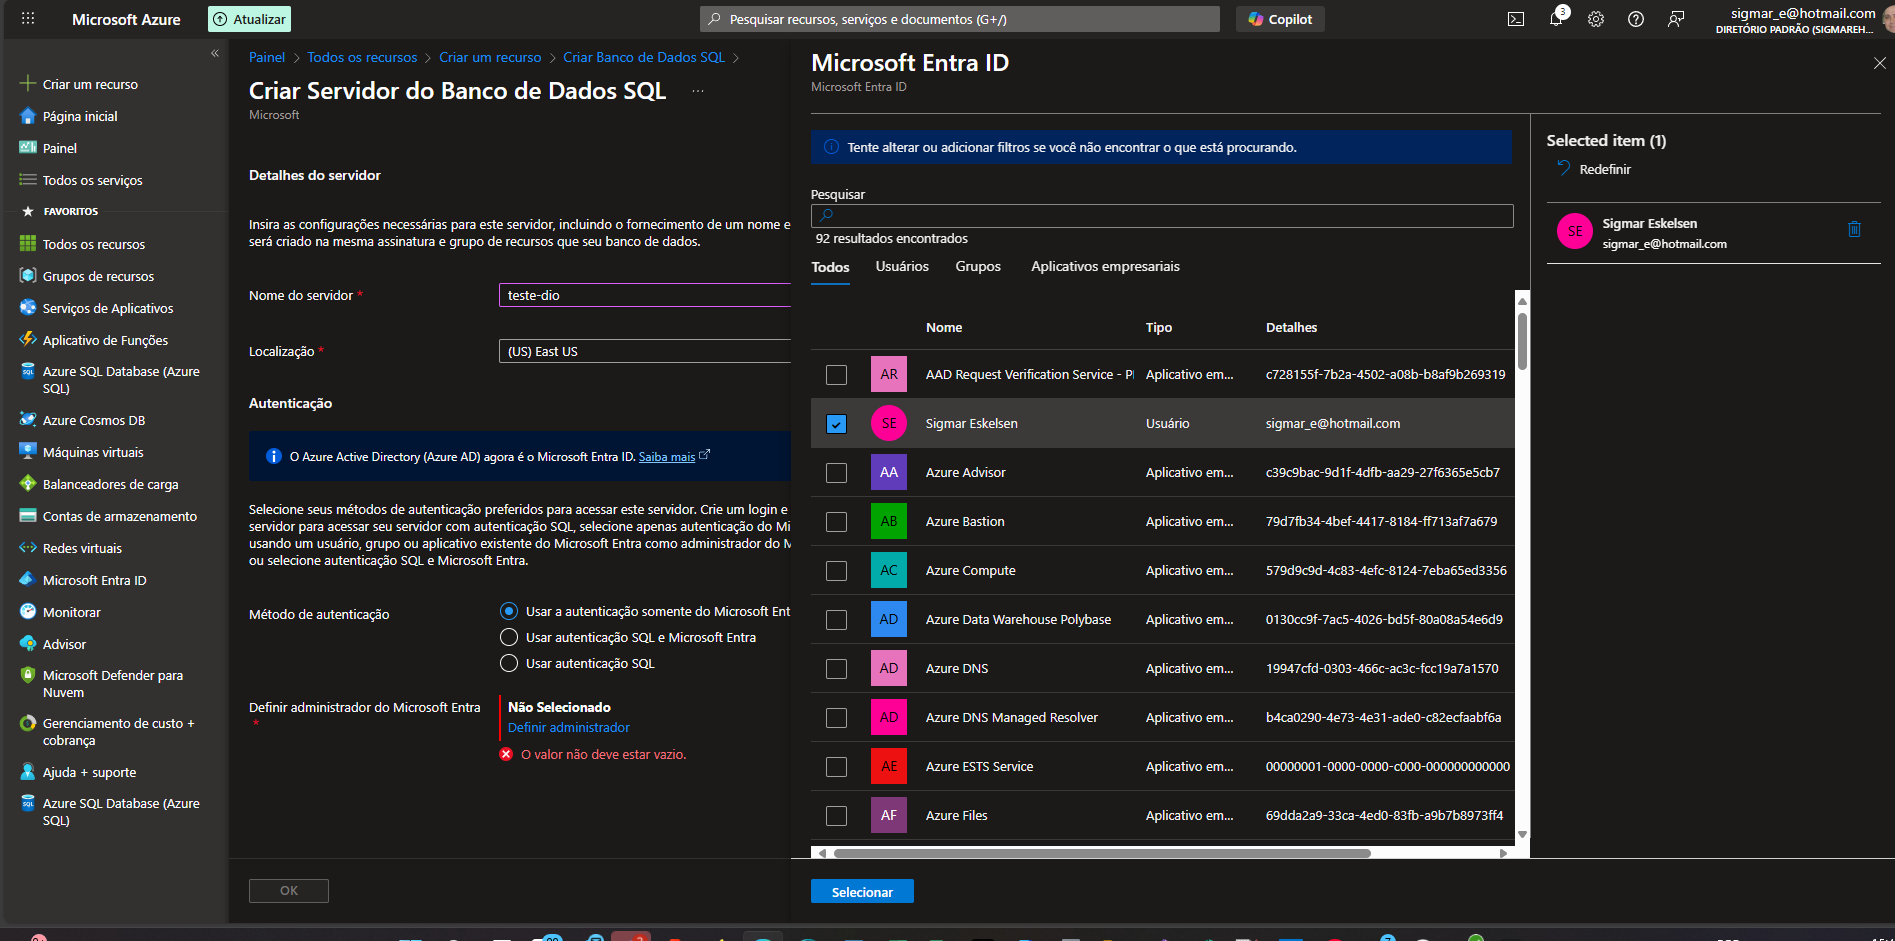 Microsoft Azure
Atualizar
Pesquisar recursos, serviços e documentos (G+/)
Copilot
3
sigmar_e@hotmail.com
DIRETÓRIO PADRÃO (SIGMAREH...
Criar um recurso
Página inicial
Painel
Todos os serviços
FAVORITOS
Todos os recursos
Grupos de recursos
Serviços de Aplicativos
Aplicativo de Funções
Azure SQL Database (Azure
SQL)
Azure Cosmos DB
Máquinas virtuais
Balanceadores de carga
Contas de armazenamento
Redes virtuais
Microsoft Entra ID
Monitorar
Advisor
Microsoft Defender para
Nuvem
Gerenciamento de custo +
cobrança
Ajuda + suporte
Azure SQL Database (Azure
SQL)
Painel > Todos os recursos > Criar um recurso > Criar Banco de Dados SQL >
Criar Servidor do Banco de Dados SQL ...
Microsoft
Detalhes do servidor
Insira as configurações necessárias para este servidor, incluindo o fornecimento de um nome e
será criado na mesma assinatura e grupo de recursos que seu banco de dados.
Nome do servidor *
teste-dio
Localização *
(US) East US
Autenticação
O Azure Active Directory (Azure AD) agora é o Microsoft Entra ID. Saiba mais
Selecione seus métodos de autenticação preferidos para acessar este servidor. Crie um login e
servidor para acessar seu servidor com autenticação SQL, selecione apenas autenticação do Mi
usando um usuário, grupo ou aplicativo existente do Microsoft Entra como administrador do M
ou selecione autenticação SQL e Microsoft Entra.
Método de autenticação
Usar a autenticação somente do Microsoft Ent
Usar autenticação SQL e Microsoft Entra
Usar autenticação SQL
Definir administrador do Microsoft Entra
*
Não Selecionado
Definir administrador
O valor não deve estar vazio.
OK
Microsoft Entra ID
Microsoft Entra ID
Tente alterar ou adicionar filtros se você não encontrar o que está procurando.
Pesquisar
92 resultados encontrados
Todos Usuários Grupos Aplicativos empresariais
Nome Tipo Detalhes
AR AAD Request Verification Service - P Aplicativo em... c728155f-7b2a-4502-a08b-b8af9b269319
SE Sigmar Eskelsen Usuário sigmar_e@hotmail.com
AA Azure Advisor Aplicativo em... c39c9bac-9d1f-4dfb-aa29-27f6365e5cb7
AB Azure Bastion Aplicativo em... 79d7fb34-4bef-4417-8184-ff713af7a679
AC Azure Compute Aplicativo em... 579d9c9d-4c83-4efc-8124-7eba65ed3356
AD Azure Data Warehouse Polybase Aplicativo em... 0130cc9f-7ac5-4026-bd5f-80a08a54e6d9
AD Azure DNS Aplicativo em... 19947cfd-0303-466c-ac3c-fcc19a7a1570
AD Azure DNS Managed Resolver Aplicativo em... b4ca0290-4e73-4e31-ade0-c82ecfaabf6a
AE Azure ESTS Service Aplicativo em... 00000001-0000-0000-c000-000000000000
AF Azure Files Aplicativo em... 69dda2a9-33ca-4ed0-83fb-a9b7b8973ff4
Selecionar
Selected item (1)
Redefinir
SE
Sigmar Eskelsen
sigmar_e@hotmail.com